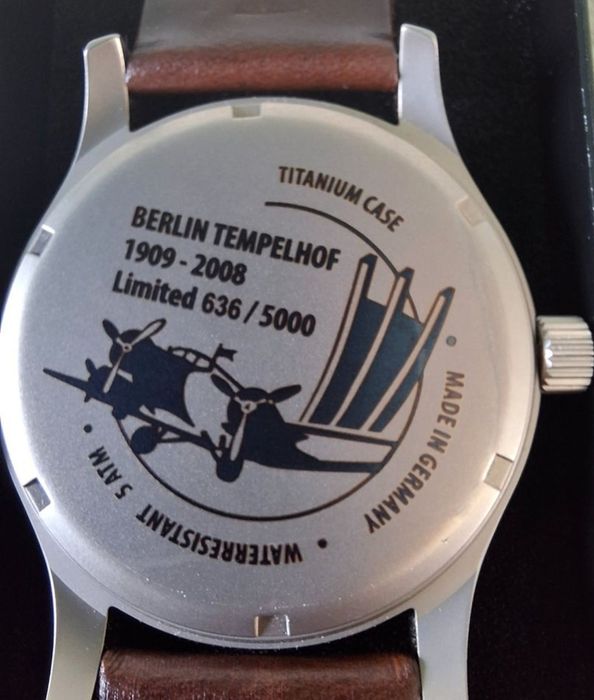 TITANIUM CASE
BERLIN TEMPELHOF
1909 - 2008
Limited 636 / 5000
• MADE IN GERMANY
• WATERRESISTANT 5 ATM •